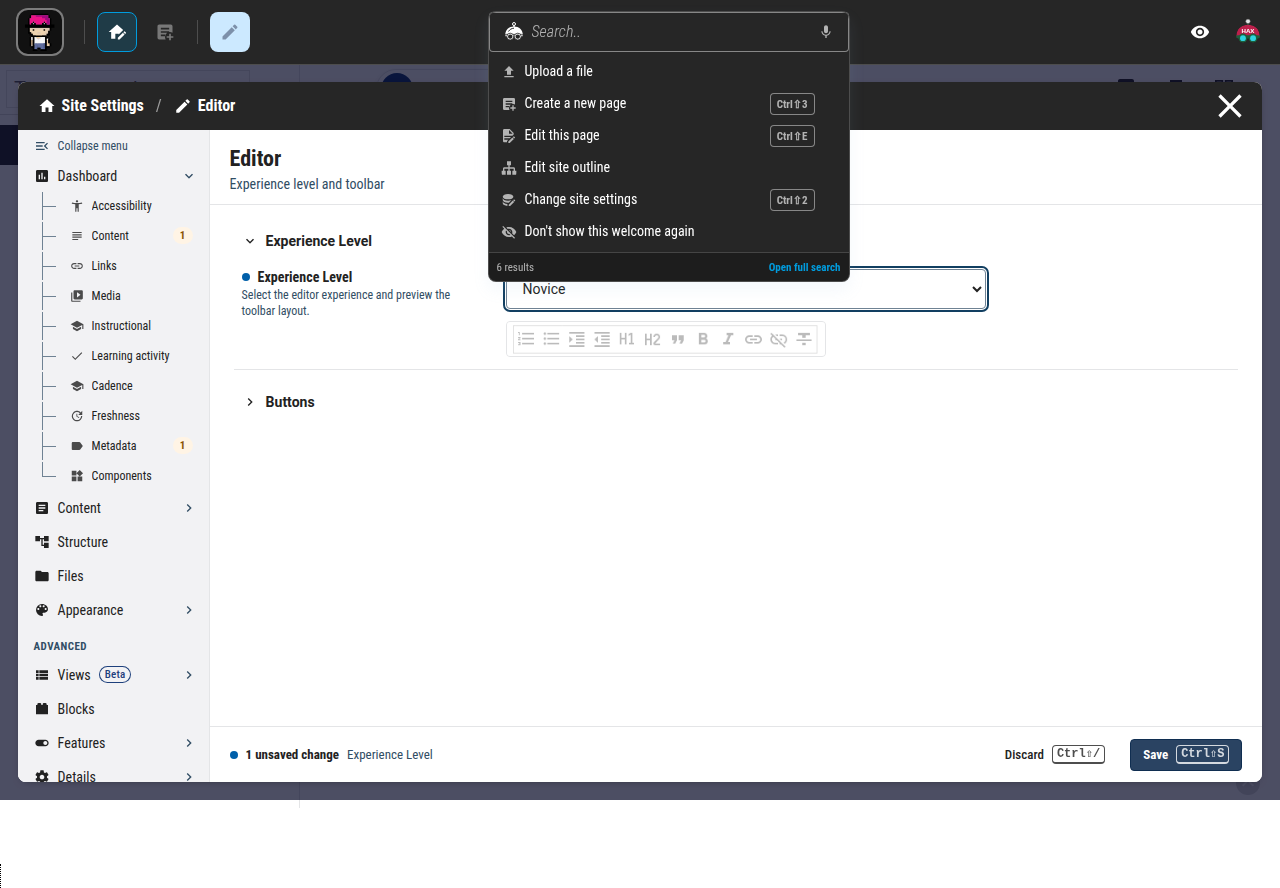 Search..
Upload a file
Create a new page Ctrl⇧3
Edit this page Ctrl⇧E
Edit site outline
Change site settings Ctrl⇧2
Don't show this welcome again
6 results Open full search
HAX
Site Settings / Editor
Collapse menu
Dashboard
Accessibility
Content 1
Links
Media
Instructional
Learning activity
Cadence
Freshness
Metadata 1
Components
Content
Structure
Files
Appearance
ADVANCED
Views Beta
Blocks
Features
Details
Editor
Experience level and toolbar
Experience Level
Experience Level
Select the editor experience and preview the
toolbar layout.
Novice
H1 H2 B I
Buttons
1 unsaved change Experience Level
Discard Ctrl⇧/
Save Ctrl⇧S